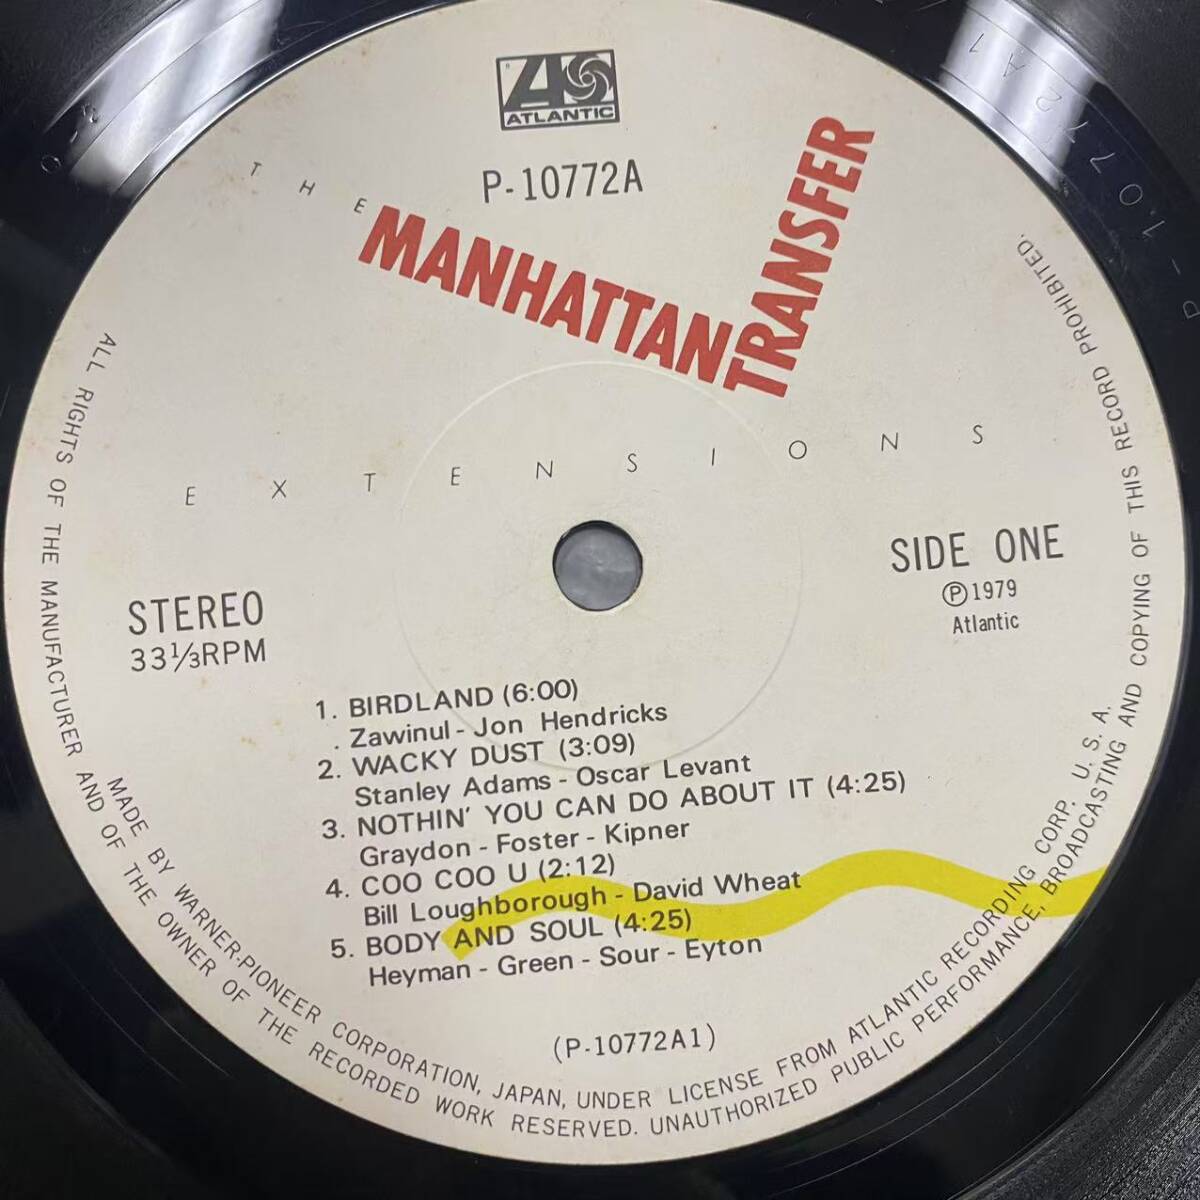 ATLANTIC
P-10772A
THE
MANHATTAN
TRANSFER
EXTENSIONS
SIDE ONE
Ⓟ1979
Atlantic
STEREO
33⅓RPM
1. BIRDLAND (6:00)
. Zawinul - Jon Hendricks
2. WACKY DUST (3:09)
Stanley Adams - Oscar Levant
3. NOTHIN' YOU CAN DO ABOUT IT (4:25)
Graydon - Foster - Kipner
4. COO COO U (2:12)
Bill Loughborough - David Wheat
5. BODY AND SOUL (4:25)
Heyman - Green - Sour - Eyton
(P-10772A1)
MADE BY WARNER-PIONEER CORPORATION, JAPAN, UNDER LICENSE FROM ATLANTIC RECORDING CORP. U. S. A.
ALL RIGHTS OF THE MANUFACTURER AND OF THE OWNER OF THE RECORDED WORK RESERVED. UNAUTHORIZED PUBLIC PERFORMANCE, BROADCASTING AND COPYING OF THIS RECORD PROHIBITED.
P-10772A1